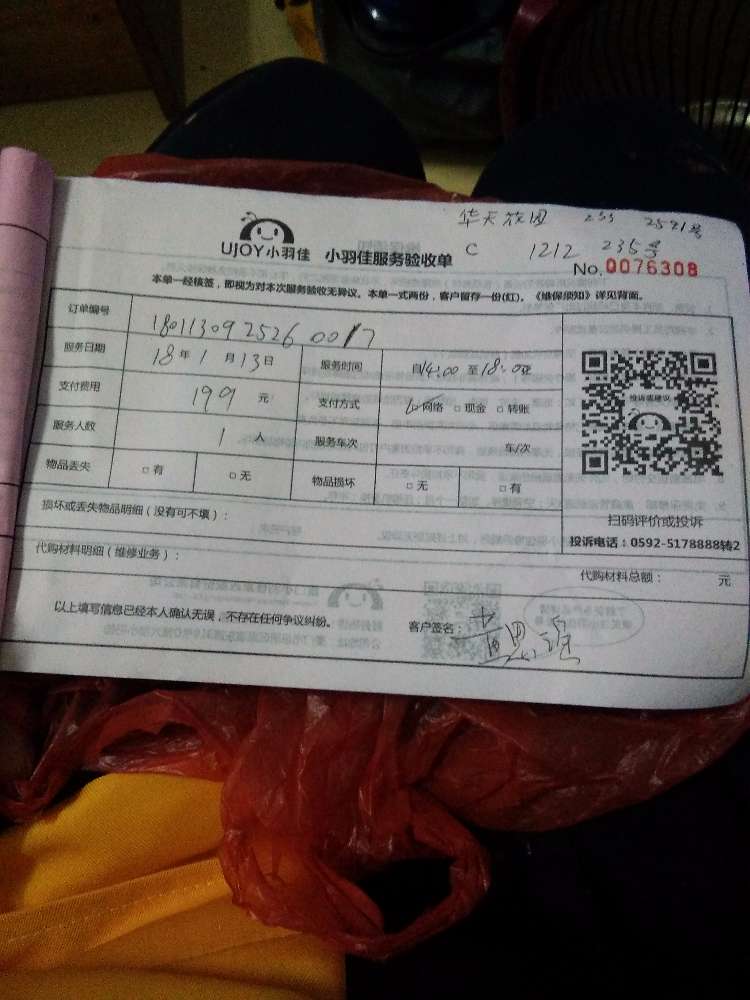 华天花园 233 2521号
UJOY小羽佳 小羽佳服务验收单 C 1212 235号
No.0076308
本单一经核签，即视为对本次服务验收无异议。本单一式两份，客户留存一份(红)。《维保须知》详见背面。
订单编号 1801130925260017
服务日期 18年1月13日 服务时间 自14:00至18:00
支付费用 199元 支付方式 □网络 □现金 □转账
服务人数 1人 服务车次 车/次
物品丢失 □有 □无 物品损坏 □无 □有
投诉或建议
扫码评价或投诉
投诉电话：0592-5178888转2
损坏或丢失物品明细（没有可不填）：
代购材料明细（维修业务）：
代购材料总额： 元
以上填写信息已经本人确认无误，不存在任何争议纠纷。 客户签名：